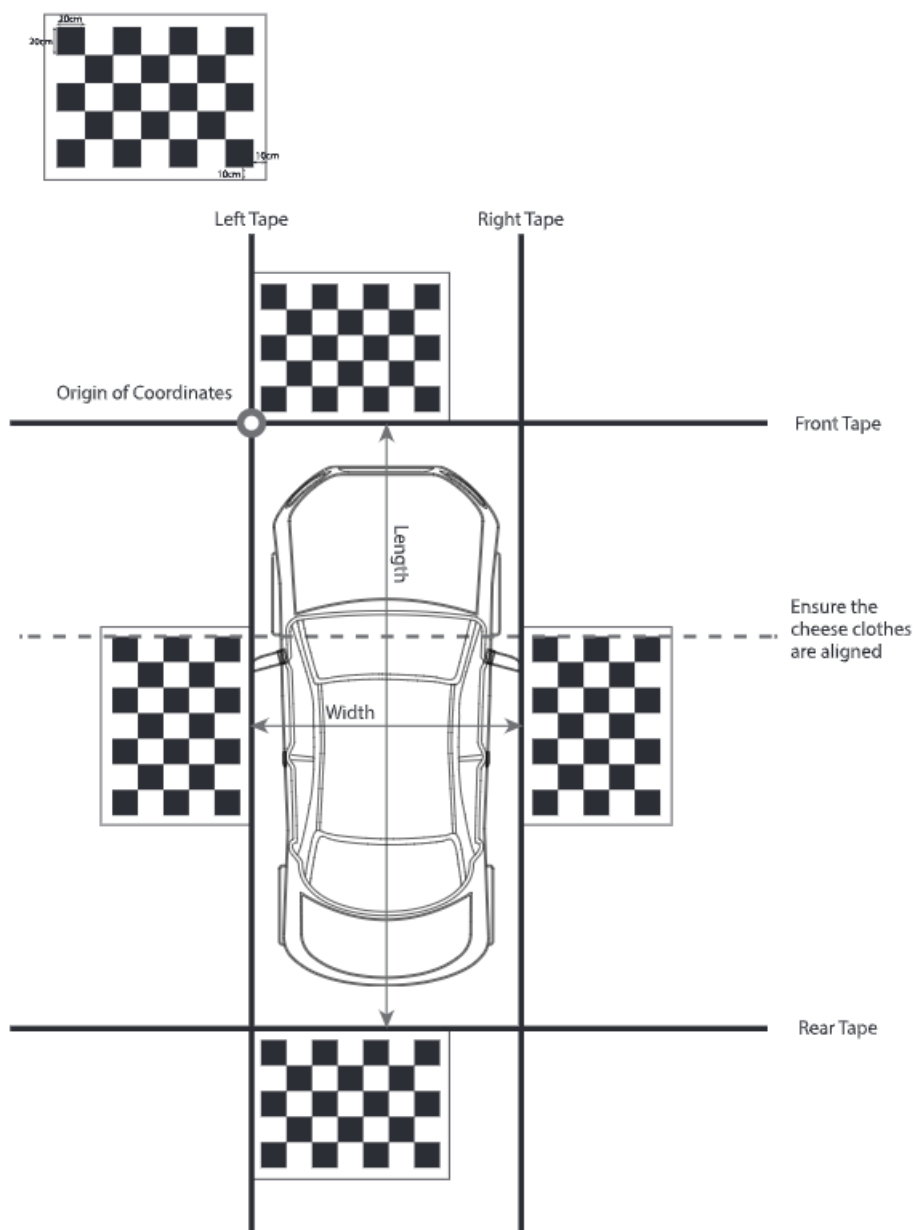 20cm
20cm
10cm
10cm
Left Tape
Right Tape
Origin of Coordinates
Front Tape
Length
Ensure the
cheese clothes
are aligned
Width
Rear Tape